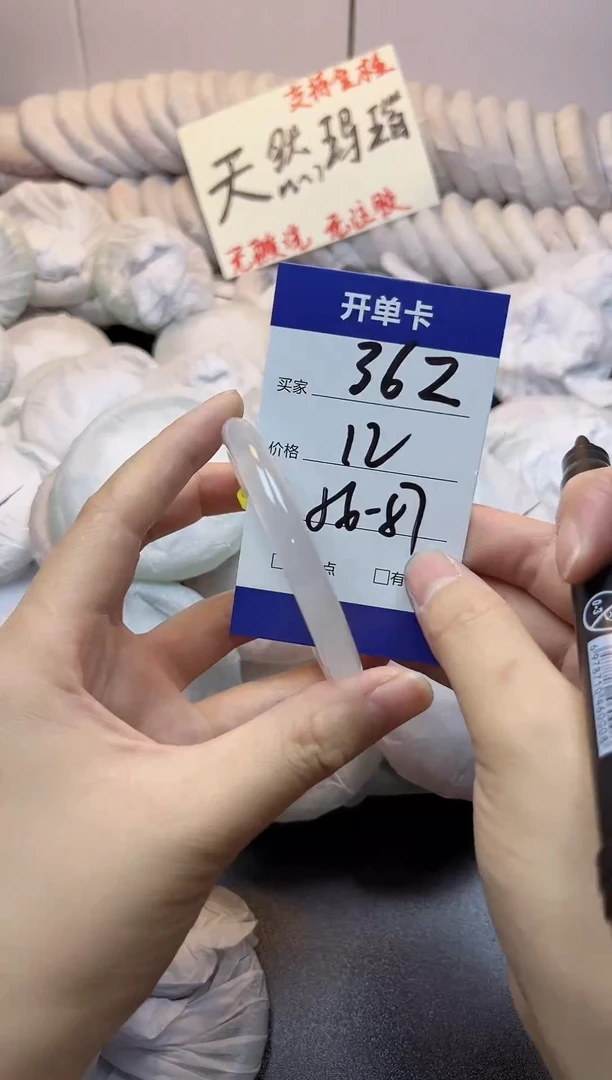 支持复检
天然玛瑙
无酸洗 无注胶
开单卡
买家 362
价格 12
86-87
点
有